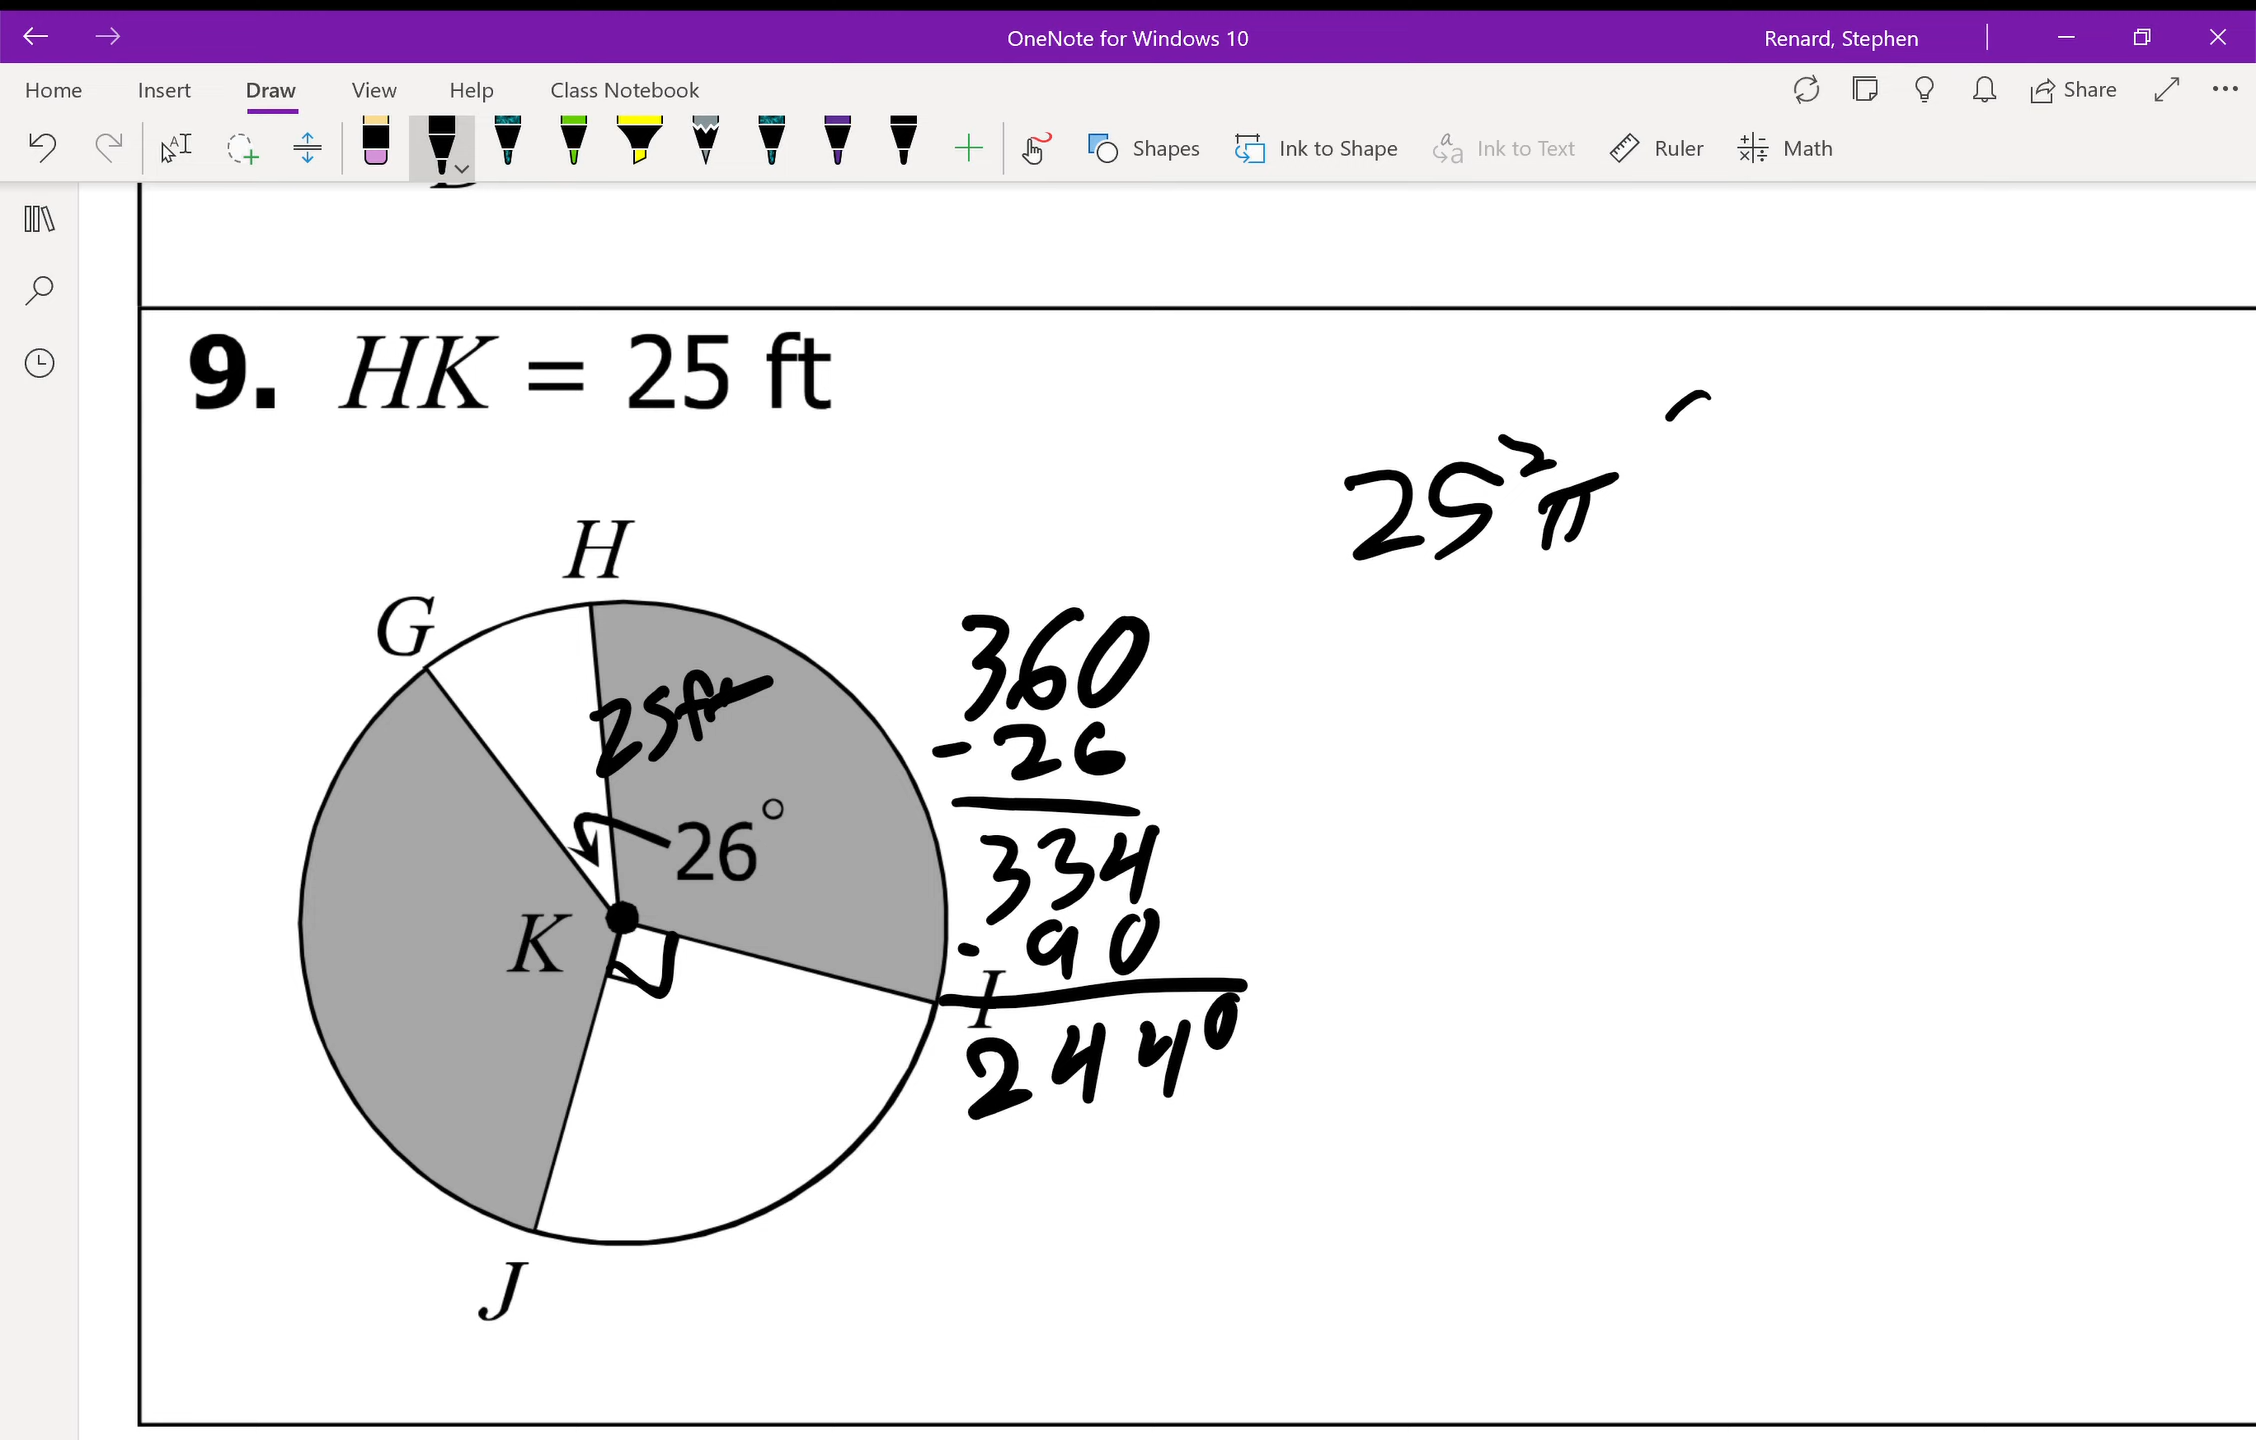 OneNote for Windows 10
Renard, Stephen
Home Insert Draw View Help Class Notebook
Share
Shapes Ink to Shape Ink to Text Ruler Math
9. HK = 25 ft
25²π
H
G
25ft
26°
K
I
J
360
- 26
334
- 90
244°